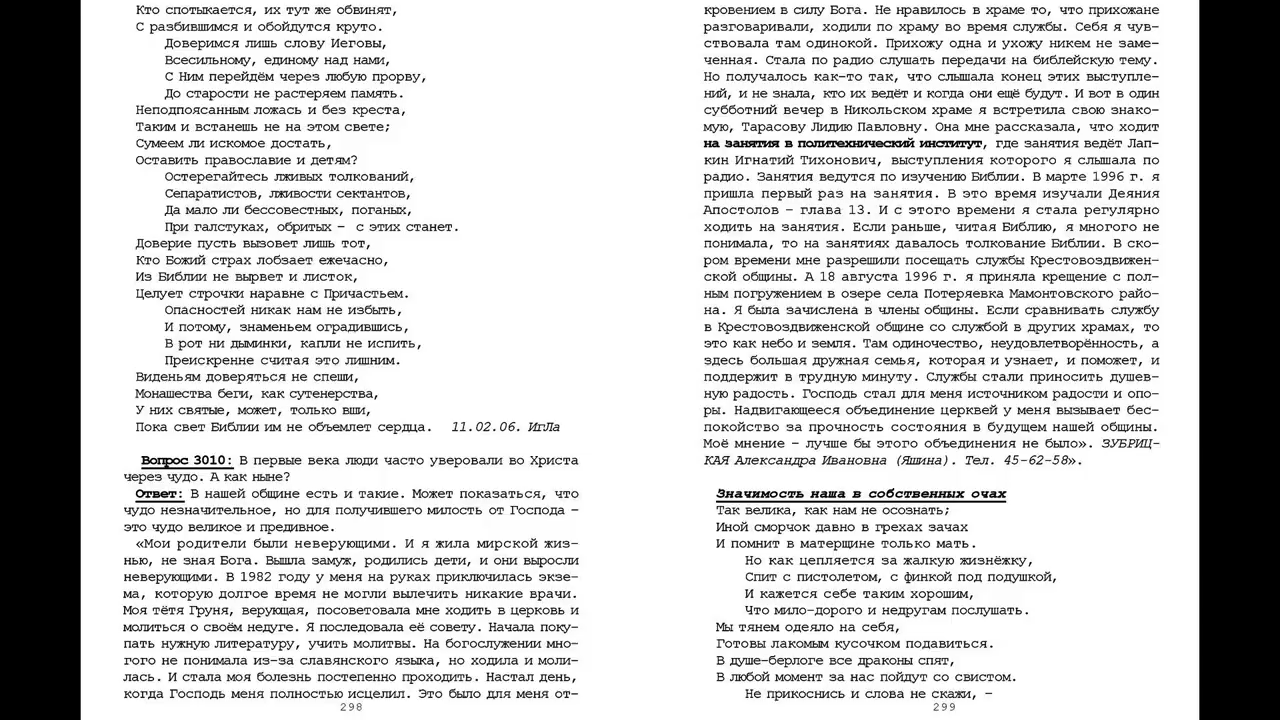 Кто спотыкается, их тут же обвинят,
С разбившимся и обойдутся круто.
Доверимся лишь слову Иеговы,
Всесильному, единому над нами,
С Ним перейдём через любую прорву,
До старости не растеряем память.
Неподпоясанным ложась и без креста,
Таким и встанешь не на этом свете;
Сумеем ли искомое достать,
Оставить православие и детям?
Остерегайтесь лживых толкований,
Сепаратистов, лживости сектантов,
Да мало ли бессовестных, поганых,
При галстуках, обритых – с этих станет.
Доверие пусть вызовет лишь тот,
Кто Божий страх лобзает ежечасно,
Из Библии не вырвет и листок,
Целует строчки наравне с Причастьем.
Опасностей никак нам не избыть,
И потому, знаменьем оградившись,
В рот ни дыминки, капли не испить,
Преискренне считая это лишним.
Виденьям доверяться не спеши,
Монашества беги, как сутенерства,
У них святые, может, только вши,
Пока свет Библии им не объемлет сердца. 11.02.06. ИгЛа
Вопрос 3010: В первые века люди часто уверовали во Христа
через чудо. А как ныне?
Ответ: В нашей общине есть и такие. Может показаться, что
чудо незначительное, но для получившего милость от Господа –
это чудо великое и предивное.
«Мои родители были неверующими. И я жила мирской жиз-
нью, не зная Бога. Вышла замуж, родились дети, и они выросли
неверующими. В 1982 году у меня на руках приключилась экзе-
ма, которую долгое время не могли вылечить никакие врачи.
Моя тётя Груня, верующая, посоветовала мне ходить в церковь и
молиться о своём недуге. Я последовала её совету. Начала поку-
пать нужную литературу, учить молитвы. На богослужении мно-
гого не понимала из-за славянского языка, но ходила и моли-
лась. И стала моя болезнь постепенно проходить. Настал день,
когда Господь меня полностью исцелил. Это было для меня от-
298
кровением в силу Бога. Не нравилось в храме то, что прихожане
разговаривали, ходили по храму во время службы. Себя я чув-
ствовала там одинокой. Прихожу одна и ухожу никем не заме-
ченная. Стала по радио слушать передачи на библейскую тему.
Но получалось как-то так, что слышала конец этих выступле-
ний, и не знала, кто их ведёт и когда они ещё будут. И вот в один
субботний вечер в Никольском храме я встретила свою знако-
мую, Тарасову Лидию Павловну. Она мне рассказала, что ходит
на занятия в политехнический институт, где занятия ведёт Лап-
кин Игнатий Тихонович, выступления которого я слышала по
радио. Занятия ведутся по изучению Библии. В марте 1996 г. я
пришла первый раз на занятия. В это время изучали Деяния
Апостолов – глава 13. И с этого времени я стала регулярно
ходить на занятия. Если раньше, читая Библию, я многого не
понимала, то на занятиях давалось толкование Библии. В ско-
ром времени мне разрешили посещать службы Крестовоздвижен-
ской общины. А 18 августа 1996 г. я приняла крещение с пол-
ным погружением в озере села Потеряевка Мамонтовского райо-
на. Я была зачислена в члены общины. Если сравнивать службу
в Крестовоздвиженской общине со службой в других храмах, то
это как небо и земля. Там одиночество, неудовлетворённость, а
здесь большая дружная семья, которая и узнает, и поможет, и
поддержит в трудную минуту. Службы стали приносить душев-
ную радость. Господь стал для меня источником радости и опо-
ры. Надвигающееся объединение церквей у меня вызывает бес-
покойство за прочность состояния в будущем нашей общины.
Моё мнение – лучше бы этого объединения не было». ЗУБРИЦ-
КАЯ Александра Ивановна (Яшина). Тел. 45-62-58».
Значимость наша в собственных очах
Так велика, как нам не осознать;
Иной сморчок давно в грехах зачах
И помнит в матерщине только мать.
Но как цепляется за жалкую жизнёжку,
Спит с пистолетом, с финкой под подушкой,
И кажется себе таким хорошим,
Что мило-дорого и недругам послушать.
Мы тянем одеяло на себя,
Готовы лакомым кусочком подавиться.
В душе-берлоге все драконы спят,
В любой момент за нас пойдут со свистом.
Не прикоснись и слова не скажи, –
299